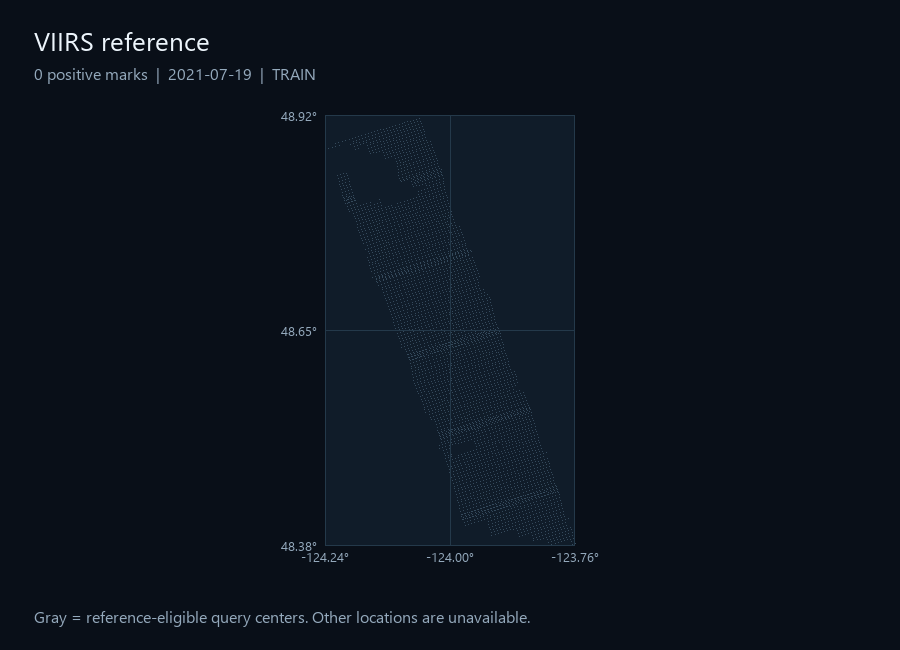 VIIRS reference
0 positive marks | 2021-07-19 | TRAIN
48.92°
48.65°
48.38°
-124.24° -124.00° -123.76°
Gray = reference-eligible query centers. Other locations are unavailable.